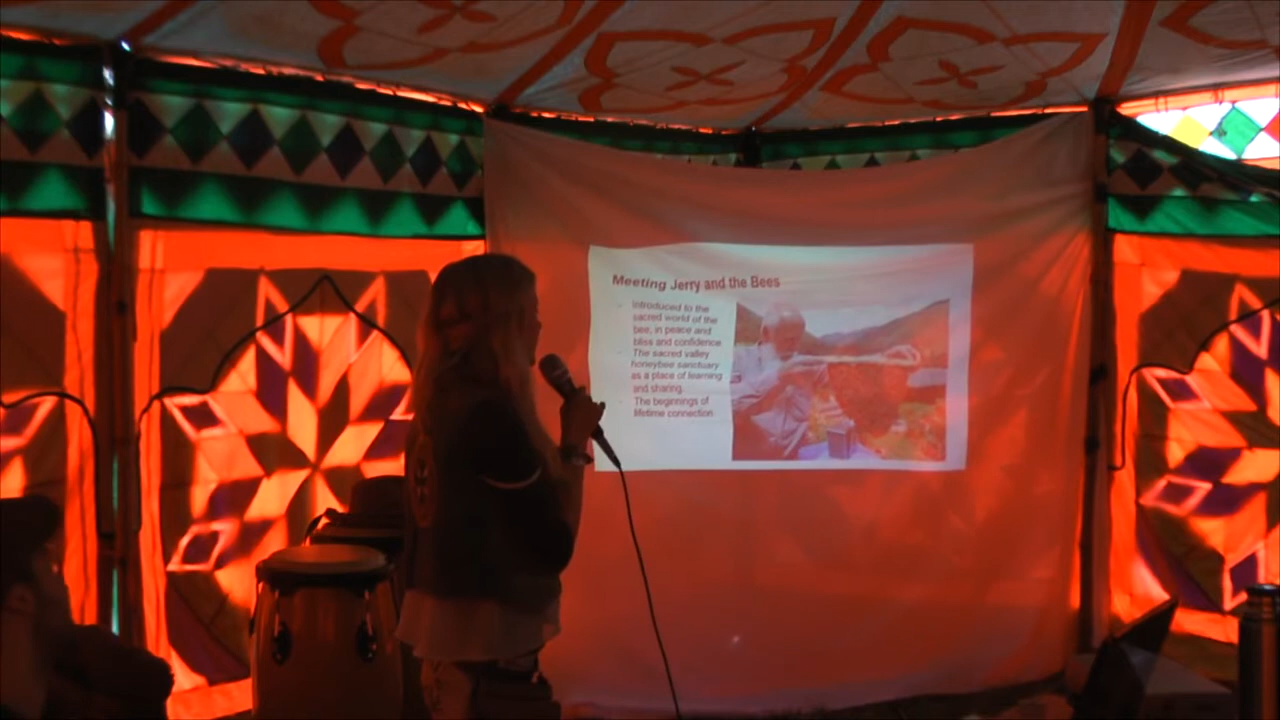 Meeting Jerry and the Bees
- Introduced to the
sacred world of the
bee, in peace and
bliss and confidence
- The sacred valley
honeybee sanctuary
as a place of learning
and sharing.
- The beginnings of
lifetime connection